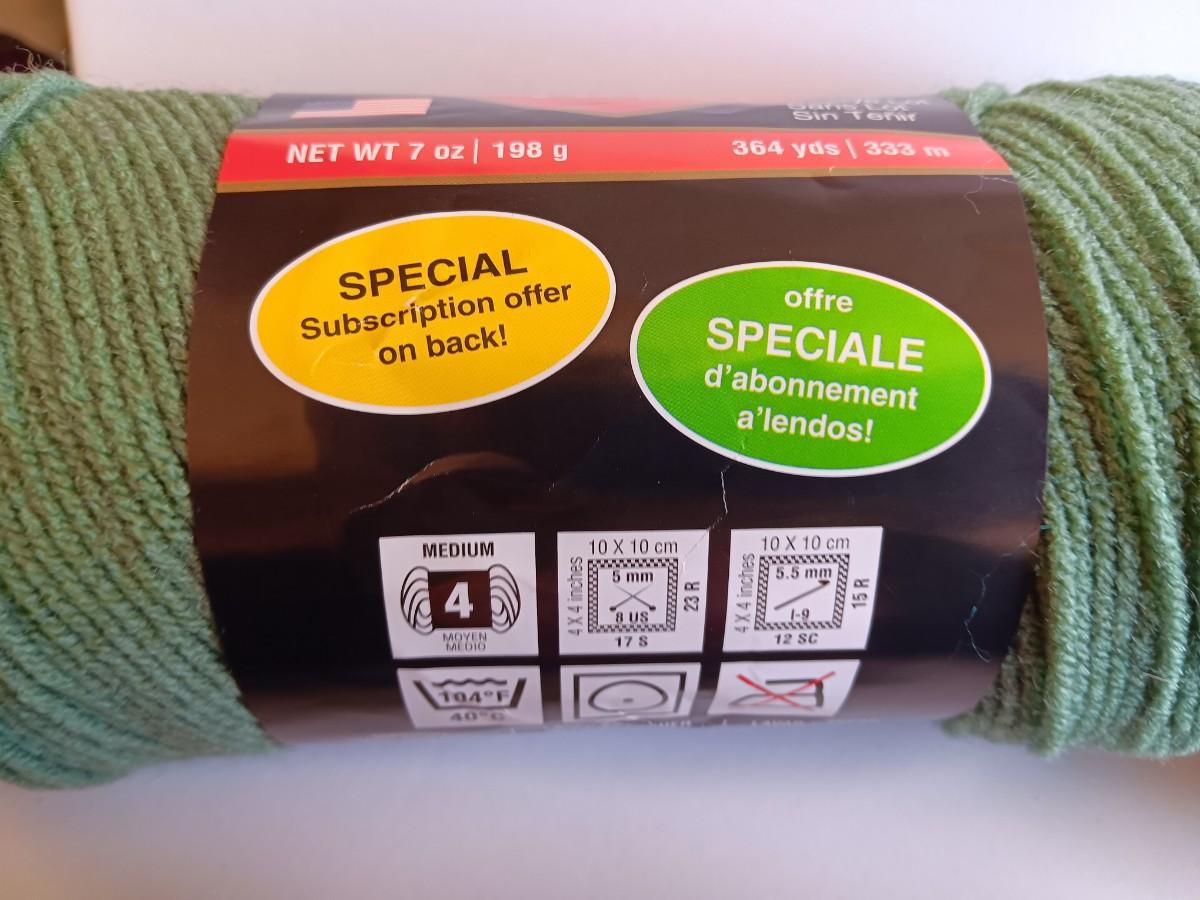 Sin Tenir
NET WT 7 oz | 198 g
364 yds | 333 m
SPECIAL
Subscription offer
on back!
offre
SPECIALE
d'abonnement
a'lendos!
MEDIUM
4
MOYEN
MEDIO
10 X 10 cm
4 X 4 inches
5 mm
8 US
23 R
17 S
10 X 10 cm
4 X 4 inches
5.5 mm
I-9
15 R
12 SC
104°F
40°C